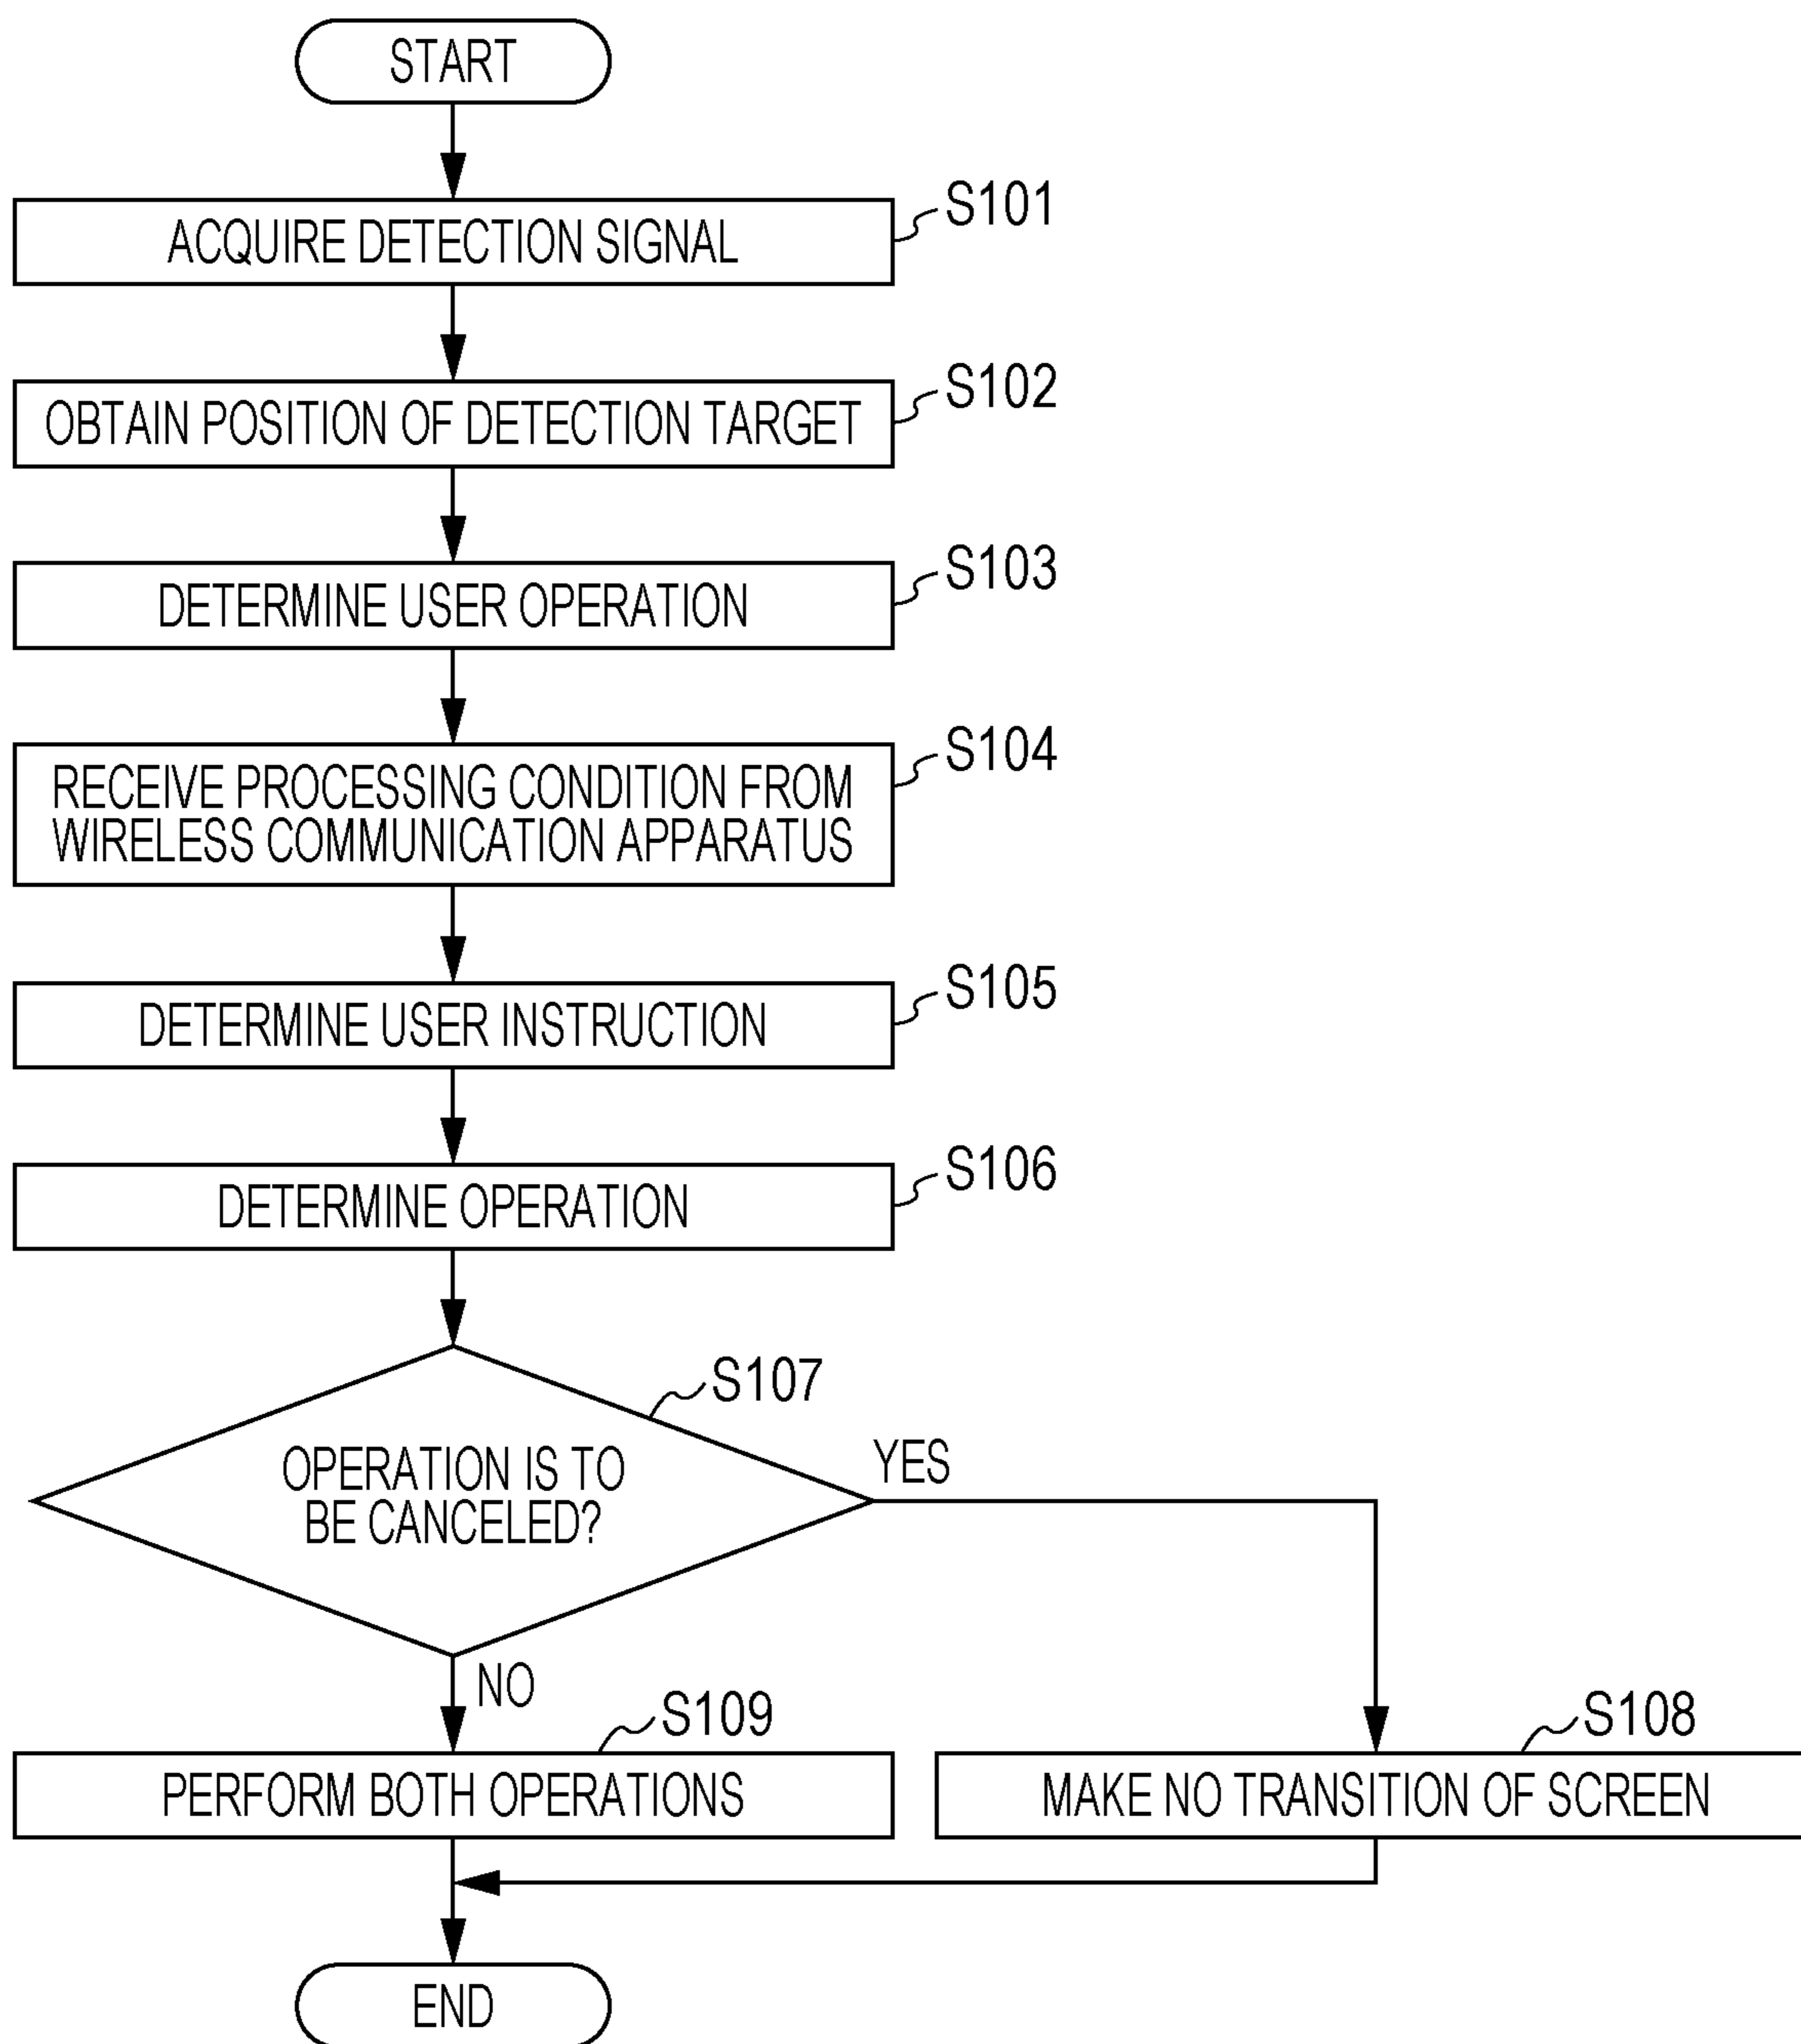 START
ACQUIRE DETECTION SIGNAL
S101
OBTAIN POSITION OF DETECTION TARGET
S102
DETERMINE USER OPERATION
S103
RECEIVE PROCESSING CONDITION FROM
WIRELESS COMMUNICATION APPARATUS
S104
DETERMINE USER INSTRUCTION
S105
DETERMINE OPERATION
S106
OPERATION IS TO
BE CANCELED?
S107
YES
NO
S109
PERFORM BOTH OPERATIONS
S108
MAKE NO TRANSITION OF SCREEN
END